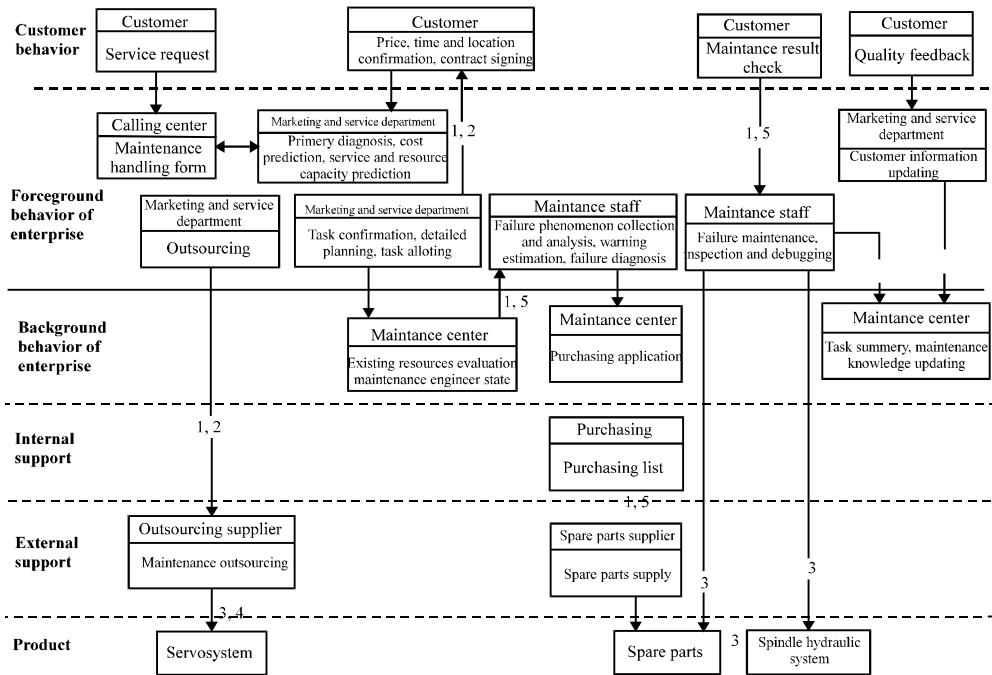 Customer
behavior
Customer
Service request
Customer
Price, time and location
confirmation, contract signing
Customer
Maintance result
check
Customer
Quality feedback
Forceground
behavior of
enterprise
Calling center
Maintenance
handling form
Marketing and service department
Primery diagnosis, cost
prediction, service and resource
capacity prediction
1, 2
1, 5
Marketing and service
department
Customer information
updating
Marketing and service
department
Outsourcing
Marketing and service department
Task confirmation, detailed
planning, task alloting
Maintance staff
Failure phenomenon collection
and analysis, warning
estimation, failure diagnosis
Maintance staff
Failure maintenance,
inspection and debugging
Background
behavior of
enterprise
1, 5
Maintance center
Existing resources evaluation
maintenance engineer state
Maintance center
Purchasing application
Maintance center
Task summery, maintenance
knowledge updating
Internal
support
1, 2
Purchasing
Purchasing list
1, 5
External
support
Outsourcing supplier
Maintenance outsourcing
Spare parts supplier
Spare parts supply
3
3
3, 4
Product
Servosystem
Spare parts
3
Spindle hydraulic
system